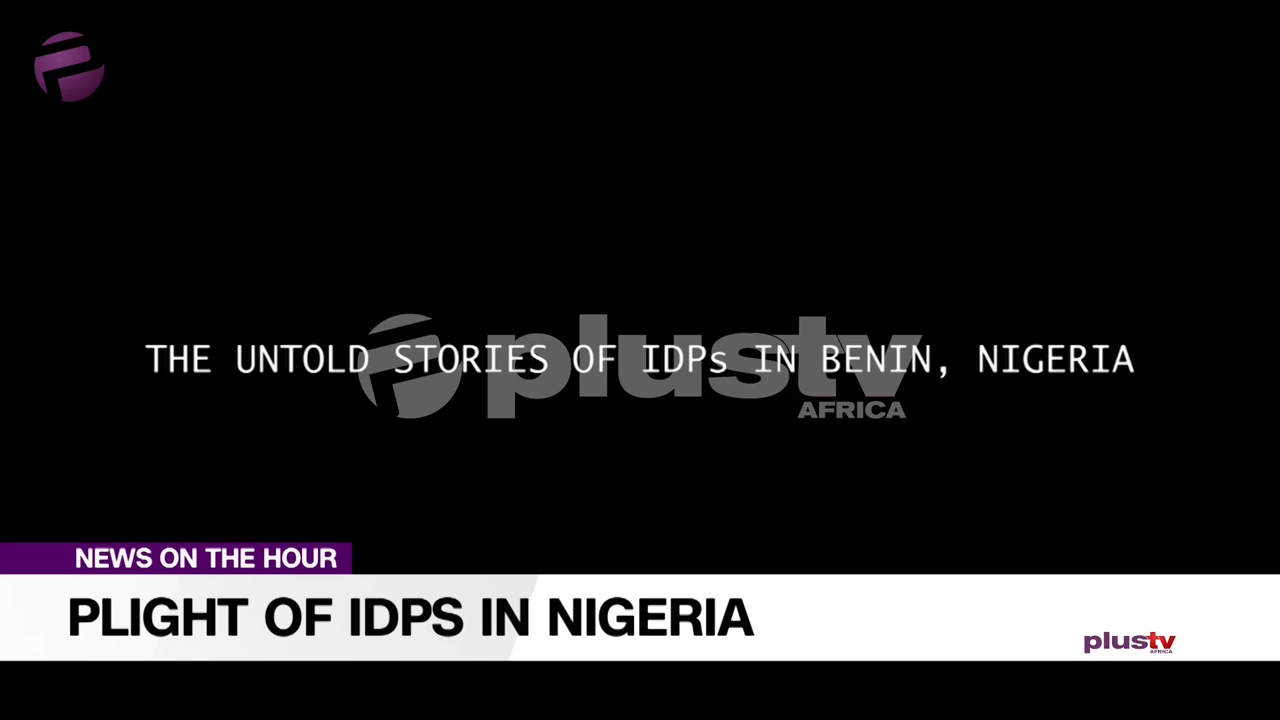 THE UNTOLD STORIES OF IDPs IN BENIN, NIGERIA
plustv
AFRICA
NEWS ON THE HOUR
PLIGHT OF IDPS IN NIGERIA
plustv
AFRICA